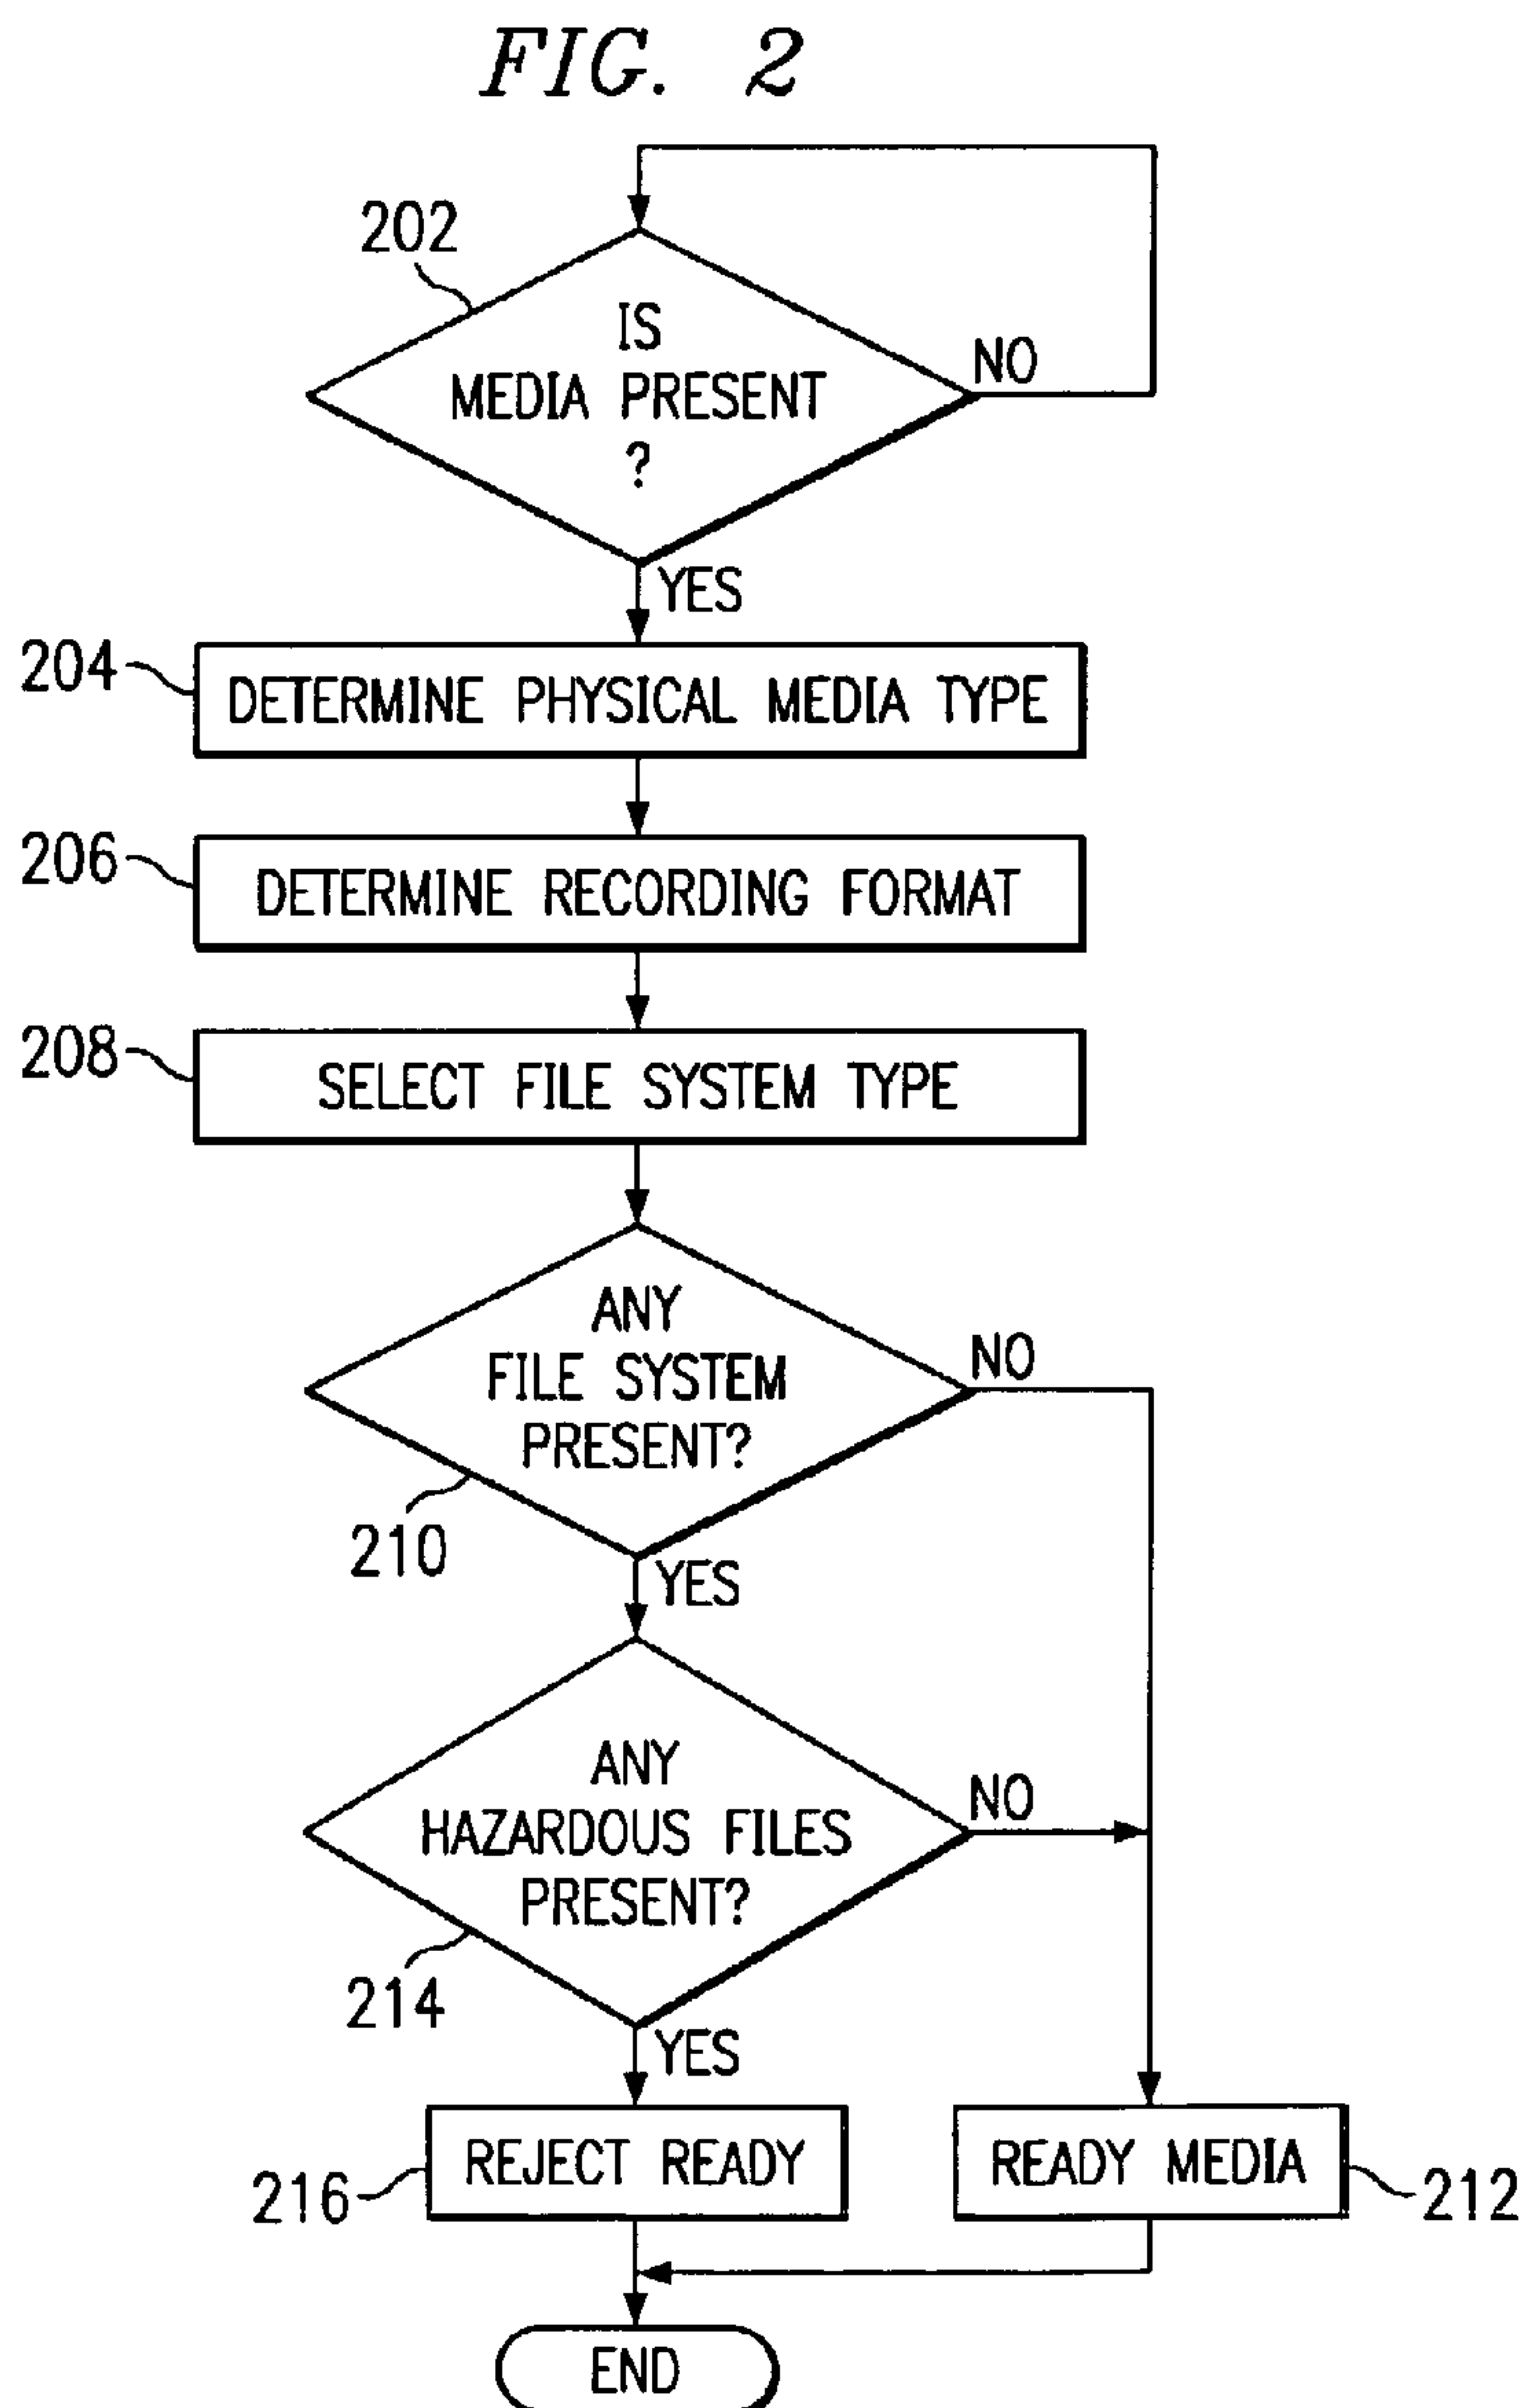 FIG. 2
202
IS
MEDIA PRESENT
?
NO
YES
204
DETERMINE PHYSICAL MEDIA TYPE
206
DETERMINE RECORDING FORMAT
208
SELECT FILE SYSTEM TYPE
ANY
FILE SYSTEM
PRESENT?
NO
210
YES
ANY
HAZARDOUS FILES
PRESENT?
NO
214
YES
REJECT READY
216
READY MEDIA
212
END